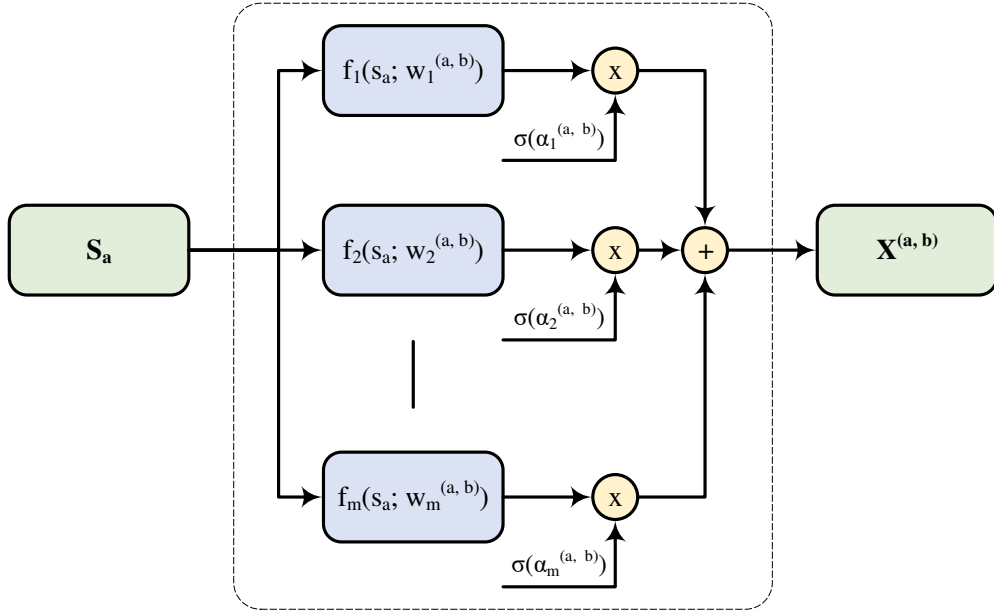 f₁(sₐ; w₁⁽ᵃ, ᵇ⁾)
x
σ(α₁⁽ᵃ, ᵇ⁾)
Sₐ
f₂(sₐ; w₂⁽ᵃ, ᵇ⁾)
x
+
X⁽ᵃ, ᵇ⁾
σ(α₂⁽ᵃ, ᵇ⁾)
fₘ(sₐ; wₘ⁽ᵃ, ᵇ⁾)
x
σ(αₘ⁽ᵃ, ᵇ⁾)